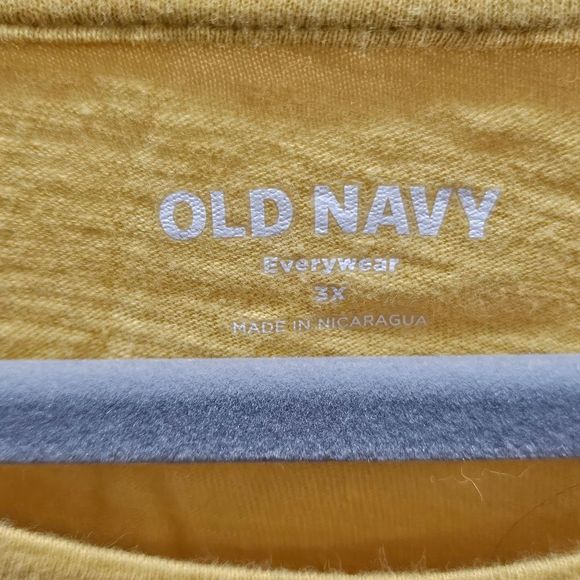 OLD NAVY
Everywear
3X
MADE IN NICARAGUA